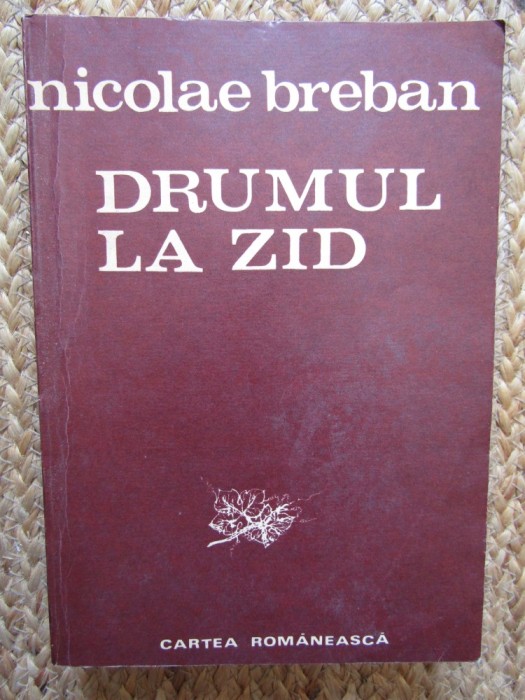 nicolae breban
DRUMUL
LA ZID
CARTEA ROMÂNEASCĂ